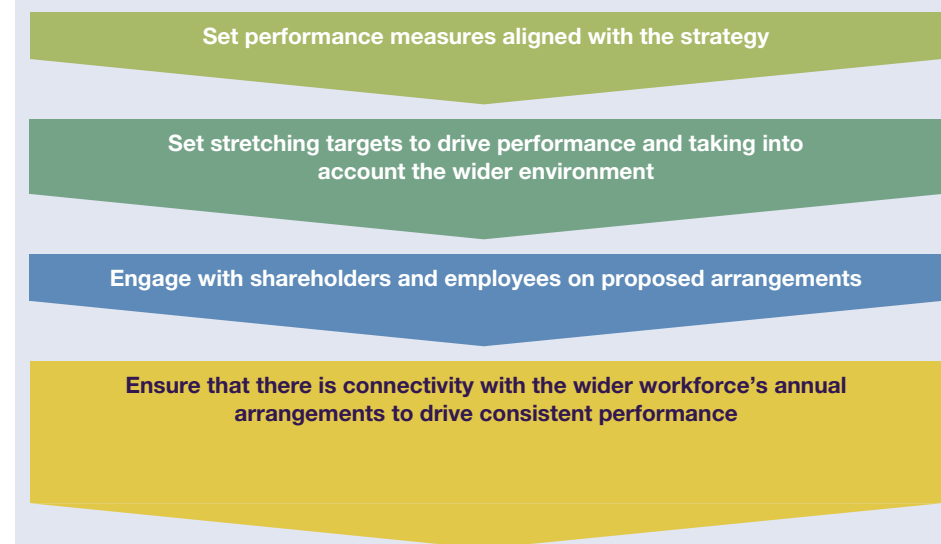 Set performance measures aligned with the strategy
Set stretching targets to drive performance and taking into
account the wider environment
Engage with shareholders and employees on proposed arrangements
Ensure that there is connectivity with the wider workforce’s annual
arrangements to drive consistent performance